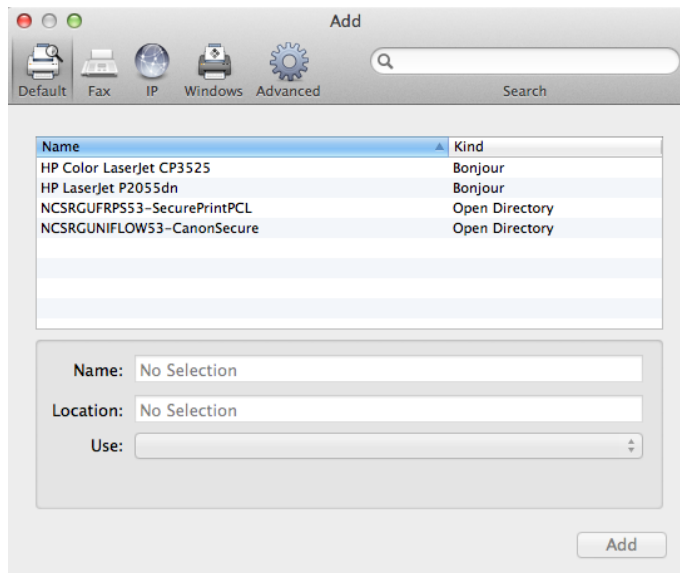 Add
Default Fax IP Windows Advanced Search
Name Kind
HP Color LaserJet CP3525 Bonjour
HP LaserJet P2055dn Bonjour
NCSRGUFRPS53-SecurePrintPCL Open Directory
NCSRGUNIFLOW53-CanonSecure Open Directory
Name: No Selection
Location: No Selection
Use:
Add